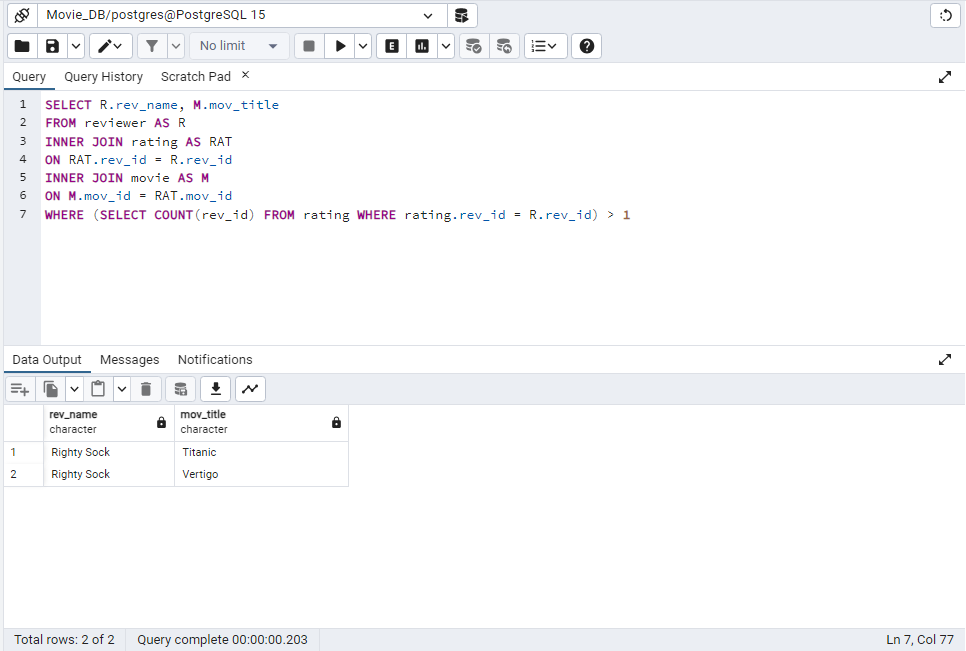 Movie_DB/postgres@PostgreSQL 15
No limit
E
Query Query History Scratch Pad ×
1 SELECT R.rev_name, M.mov_title
2 FROM reviewer AS R
3 INNER JOIN rating AS RAT
4 ON RAT.rev_id = R.rev_id
5 INNER JOIN movie AS M
6 ON M.mov_id = RAT.mov_id
7 WHERE (SELECT COUNT(rev_id) FROM rating WHERE rating.rev_id = R.rev_id) > 1
Data Output Messages Notifications
rev_name mov_title
character character
1 Righty Sock Titanic
2 Righty Sock Vertigo
Total rows: 2 of 2 Query complete 00:00:00.203 Ln 7, Col 77